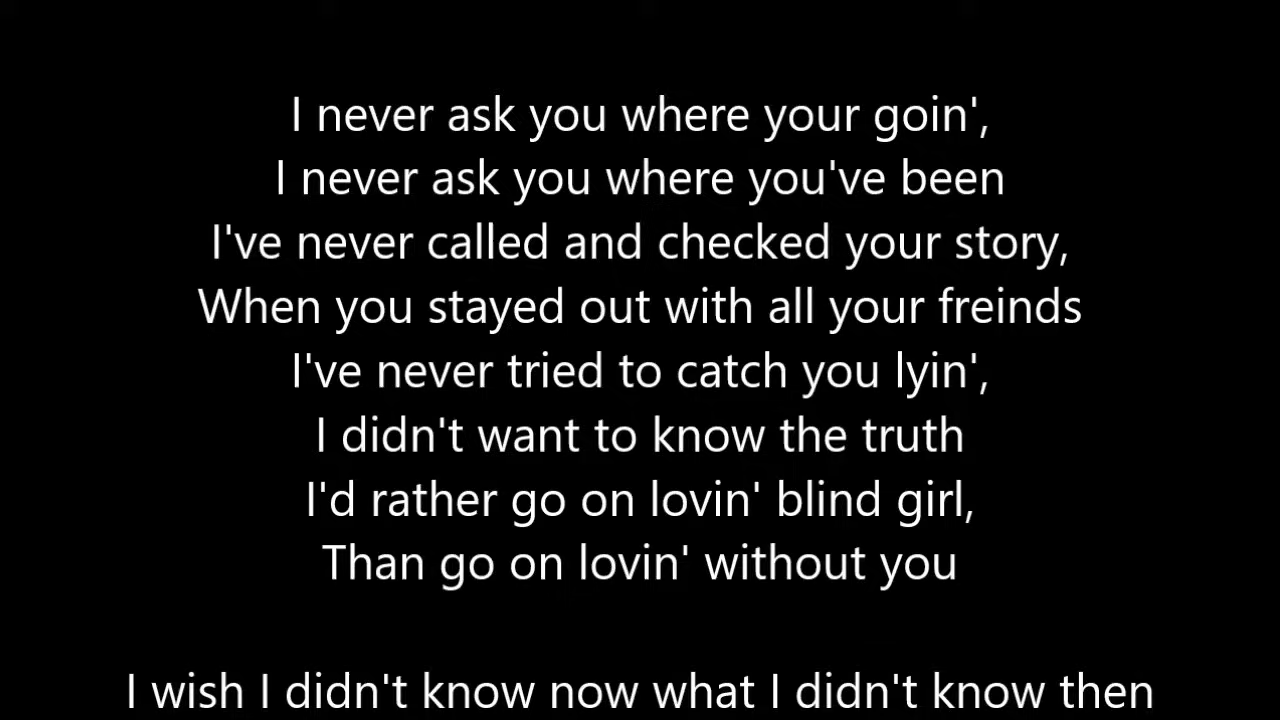 I never ask you where your goin',
I never ask you where you've been
I've never called and checked your story,
When you stayed out with all your freinds
I've never tried to catch you lyin',
I didn't want to know the truth
I'd rather go on lovin' blind girl,
Than go on lovin' without you
I wish I didn't know now what I didn't know then